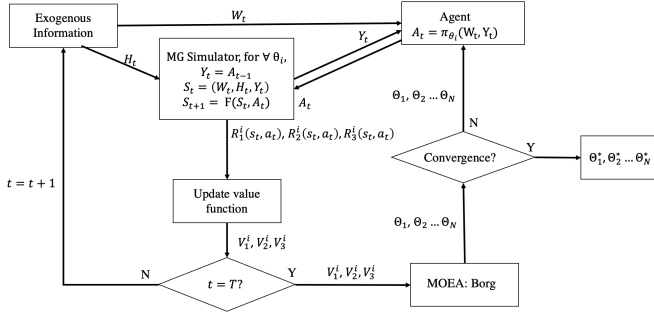 Exogenous
Information
W_t
Agent
A_t = π_{θ_i}(W_t, Y_t)
H_t
MG Simulator, for ∀ θ_i,
Y_t = A_{t−1}
S_t = (W_t, H_t, Y_t)
S_{t+1} = F(S_t, A_t)
Y_t
A_t
R_1^i(s_t, a_t), R_2^i(s_t, a_t), R_3^i(s_t, a_t)
Θ_1, Θ_2 … Θ_N
N
Convergence?
Y
Θ_1^*, Θ_2^* … Θ_N^*
t = t + 1
Update value
function
Θ_1, Θ_2 … Θ_N
V_1^i, V_2^i, V_3^i
N
t = T?
Y
V_1^i, V_2^i, V_3^i
MOEA: Borg